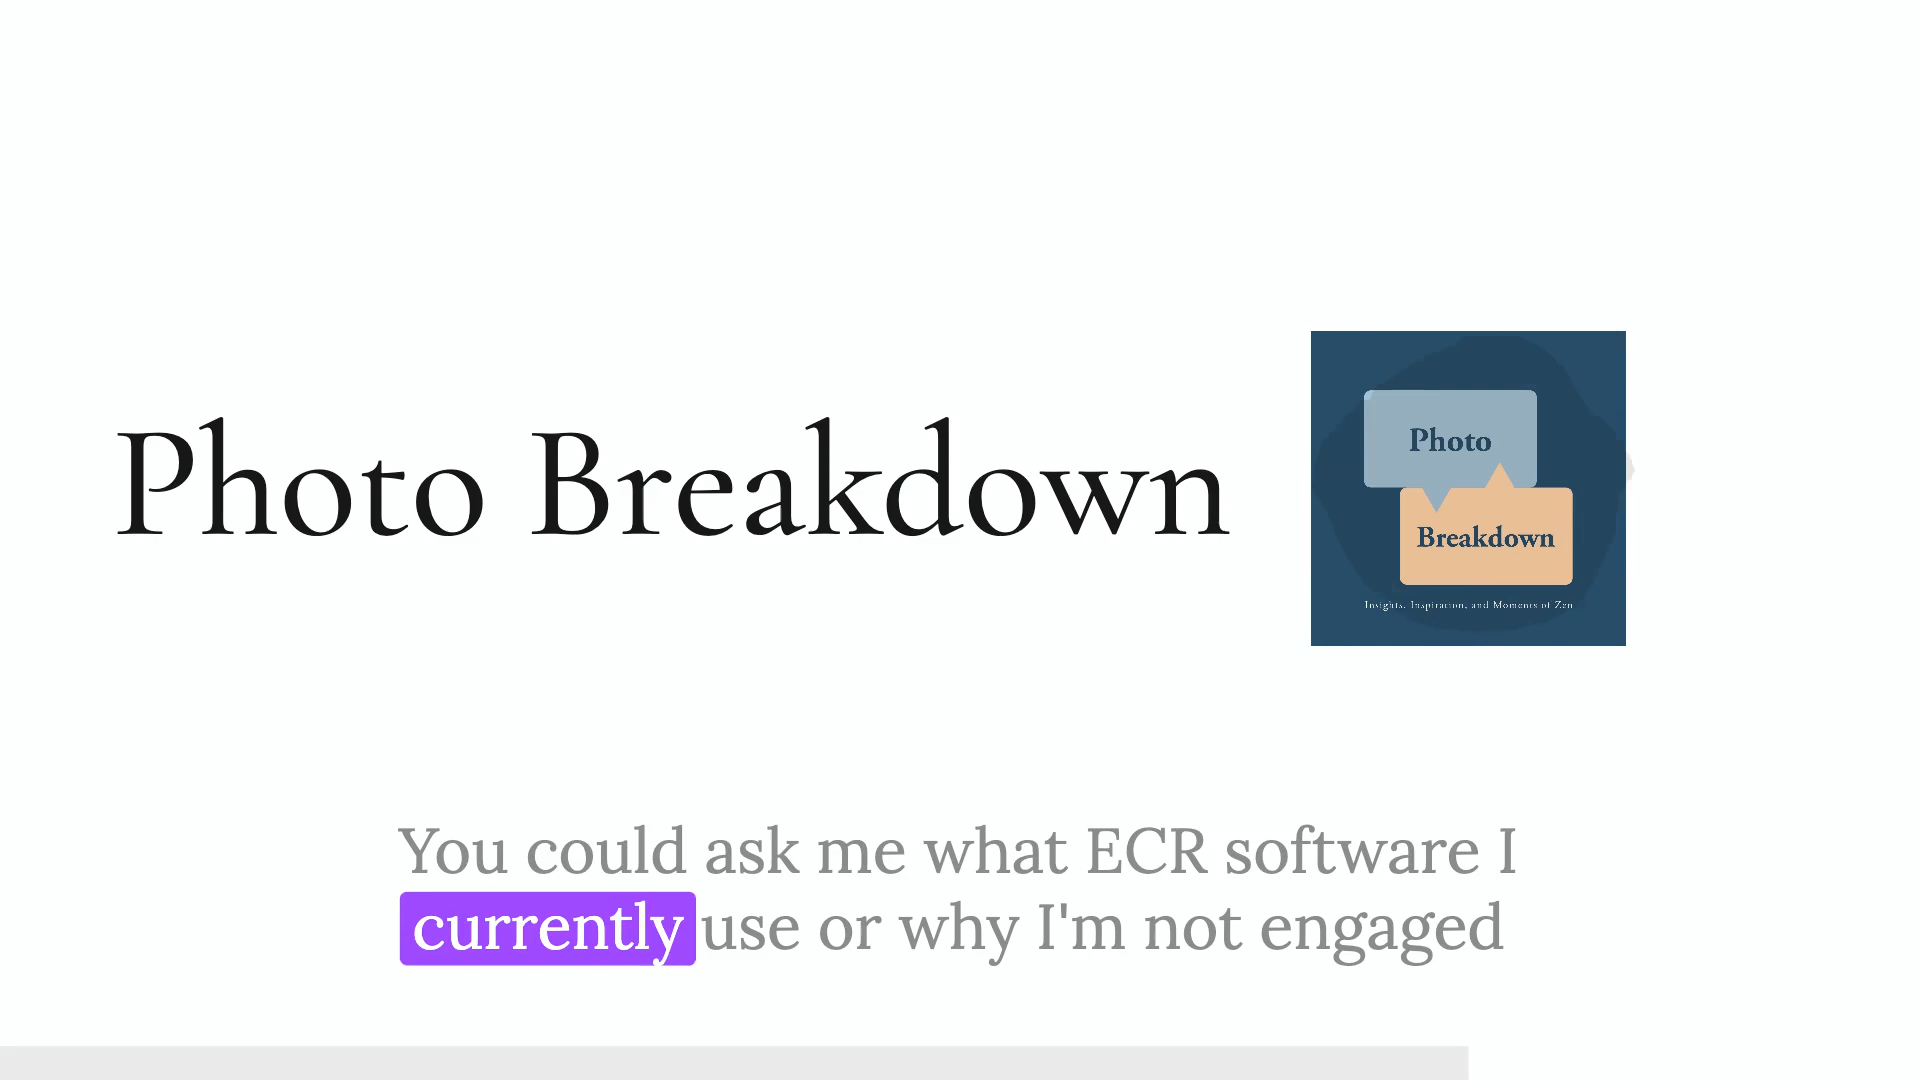 Photo Breakdown
Photo
Breakdown
Insights, Inspiration, and Moments of Zen
You could ask me what ECR software I
currently use or why I'm not engaged